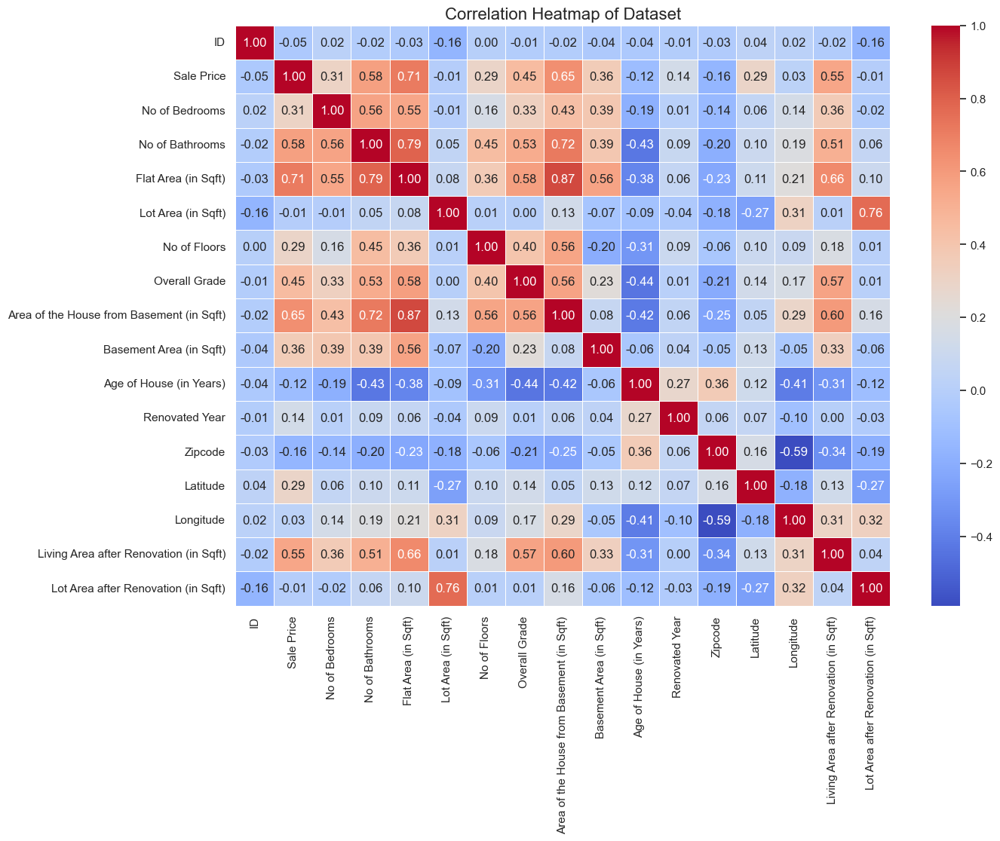 Correlation Heatmap of Dataset
ID 1.00 -0.05 0.02 -0.02 -0.03 -0.16 0.00 -0.01 -0.02 -0.04 -0.04 -0.01 -0.03 0.04 0.02 -0.02 -0.16
Sale Price -0.05 1.00 0.31 0.58 0.71 -0.01 0.29 0.45 0.65 0.36 -0.12 0.14 -0.16 0.29 0.03 0.55 -0.01
No of Bedrooms 0.02 0.31 1.00 0.56 0.55 -0.01 0.16 0.33 0.43 0.39 -0.19 0.01 -0.14 0.06 0.14 0.36 -0.02
No of Bathrooms -0.02 0.58 0.56 1.00 0.79 0.05 0.45 0.53 0.72 0.39 -0.43 0.09 -0.20 0.10 0.19 0.51 0.06
Flat Area (in Sqft) -0.03 0.71 0.55 0.79 1.00 0.08 0.36 0.58 0.87 0.56 -0.38 0.06 -0.23 0.11 0.21 0.66 0.10
Lot Area (in Sqft) -0.16 -0.01 -0.01 0.05 0.08 1.00 0.01 0.00 0.13 -0.07 -0.09 -0.04 -0.18 -0.27 0.31 0.01 0.76
No of Floors 0.00 0.29 0.16 0.45 0.36 0.01 1.00 0.40 0.56 -0.20 -0.31 0.09 -0.06 0.10 0.09 0.18 0.01
Overall Grade -0.01 0.45 0.33 0.53 0.58 0.00 0.40 1.00 0.56 0.23 -0.44 0.01 -0.21 0.14 0.17 0.57 0.01
Area of the House from Basement (in Sqft) -0.02 0.65 0.43 0.72 0.87 0.13 0.56 0.56 1.00 0.08 -0.42 0.06 -0.25 0.05 0.29 0.60 0.16
Basement Area (in Sqft) -0.04 0.36 0.39 0.39 0.56 -0.07 -0.20 0.23 0.08 1.00 -0.06 0.04 -0.05 0.13 -0.05 0.33 -0.06
Age of House (in Years) -0.04 -0.12 -0.19 -0.43 -0.38 -0.09 -0.31 -0.44 -0.42 -0.06 1.00 0.27 0.36 0.12 -0.41 -0.31 -0.12
Renovated Year -0.01 0.14 0.01 0.09 0.06 -0.04 0.09 0.01 0.06 0.04 0.27 1.00 0.06 0.07 -0.10 0.00 -0.03
Zipcode -0.03 -0.16 -0.14 -0.20 -0.23 -0.18 -0.06 -0.21 -0.25 -0.05 0.36 0.06 1.00 0.16 -0.59 -0.34 -0.19
Latitude 0.04 0.29 0.06 0.10 0.11 -0.27 0.10 0.14 0.05 0.13 0.12 0.07 0.16 1.00 -0.18 0.13 -0.27
Longitude 0.02 0.03 0.14 0.19 0.21 0.31 0.09 0.17 0.29 -0.05 -0.41 -0.10 -0.59 -0.18 1.00 0.31 0.32
Living Area after Renovation (in Sqft) -0.02 0.55 0.36 0.51 0.66 0.01 0.18 0.57 0.60 0.33 -0.31 0.00 -0.34 0.13 0.31 1.00 0.04
Lot Area after Renovation (in Sqft) -0.16 -0.01 -0.02 0.06 0.10 0.76 0.01 0.01 0.16 -0.06 -0.12 -0.03 -0.19 -0.27 0.32 0.04 1.00
ID
Sale Price
No of Bedrooms
No of Bathrooms
Flat Area (in Sqft)
Lot Area (in Sqft)
No of Floors
Overall Grade
Area of the House from Basement (in Sqft)
Basement Area (in Sqft)
Age of House (in Years)
Renovated Year
Zipcode
Latitude
Longitude
Living Area after Renovation (in Sqft)
Lot Area after Renovation (in Sqft)
1.0
0.8
0.6
0.4
0.2
0.0
−0.2
−0.4